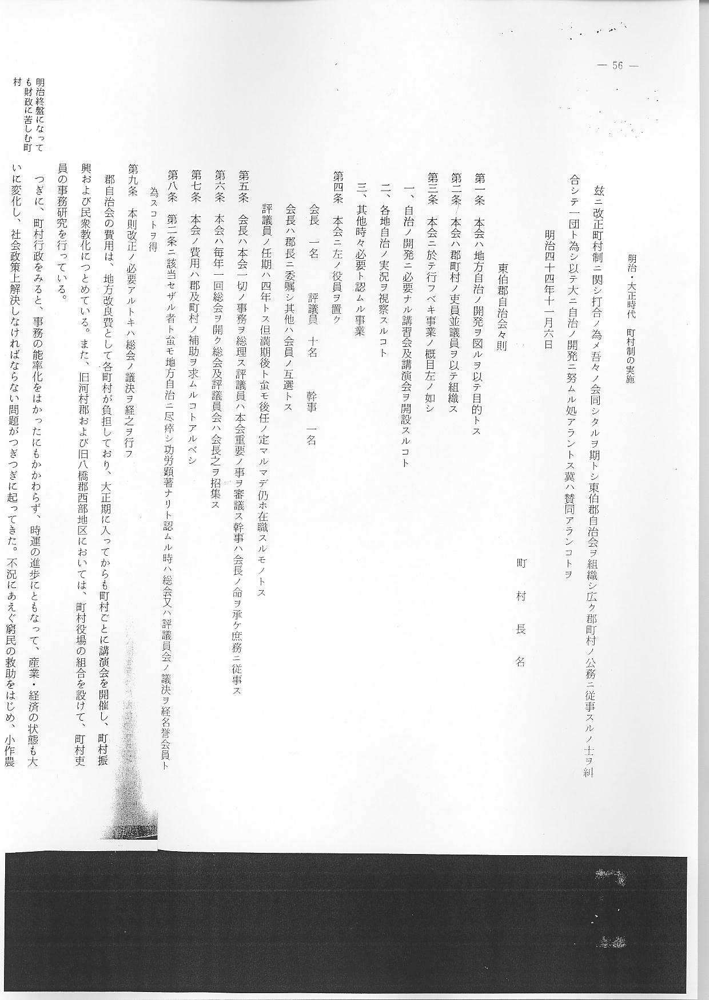 — 56 —
明治・大正時代　町村制の実施
玆ニ改正町村制ニ関シ打合ノ為メ吾々ノ会同シタルヲ期トシ東伯郡自治会ヲ組織シ広ク郡町村ノ公務ニ従事スルノ士ヲ糾
合シテ一団ト為シ以テ大ニ自治ノ開発ニ努ムル処アラントス冀ハ賛同アランコトヲ
明治四十四年十一月六日
町村長名
東伯郡自治会々則
第一条　本会ハ地方自治ノ開発ヲ図ルヲ以テ目的トス
第二条　本会ハ郡町村ノ吏員並議員ヲ以テ組織ス
第三条　本会ニ於テ行フベキ事業ノ概目左ノ如シ
一、自治ノ開発ニ必要ナル講習会及講演会ヲ開設スルコト
二、各地自治ノ実況ヲ視察スルコト
三、其他時々必要ト認ムル事業
第四条　本会ニ左ノ役員ヲ置ク
会長　一名　　評議員　十名　　幹事　一名
会長ハ郡長ニ委嘱シ其他ハ会員ノ互選トス
評議員ノ任期ハ四年トス但満期後ト雖モ後任ノ定マルマデ仍ホ在職スルモノトス
第五条　会長ハ本会一切ノ事務ヲ総理ス評議員ハ本会重要ノ事ヲ審議ス幹事ハ会長ノ命ヲ承ケ庶務ニ従事ス
第六条　本会ハ毎年一回総会ヲ開ク総会及評議員会ハ会長之ヲ招集ス
第七条　本会ノ費用ハ郡及町村ノ補助ヲ求ムルコトアルベシ
第八条　第二条ニ該当セザル者ト雖モ地方自治ニ尽瘁シ功労顕著ナリト認ムル時ハ総会又ハ評議員会ノ議決ヲ経名誉会員ト
為スコトヲ得
第九条　本則改正ノ必要アルトキハ総会ノ議決ヲ経之ヲ行フ
郡自治会の費用は、地方改良費として各町村が負担しており、大正期に入ってからも町村ごとに講演会を開催し、町村振
興および民衆教化につとめている。また、旧河村郡および旧八橋郡西部地区においては、町村役場の組合を設けて、町村吏
員の事務研究を行っている。
明治終盤になって
も財政に苦しむ町
村
つぎに、町村行政をみると、事務の能率化をはかったにもかかわらず、時運の進歩にともなって、産業・経済の状態も大
いに変化し、社会政策上解決しなければならない問題がつぎつぎに起ってきた。不況にあえぐ窮民の救助をはじめ、小作農